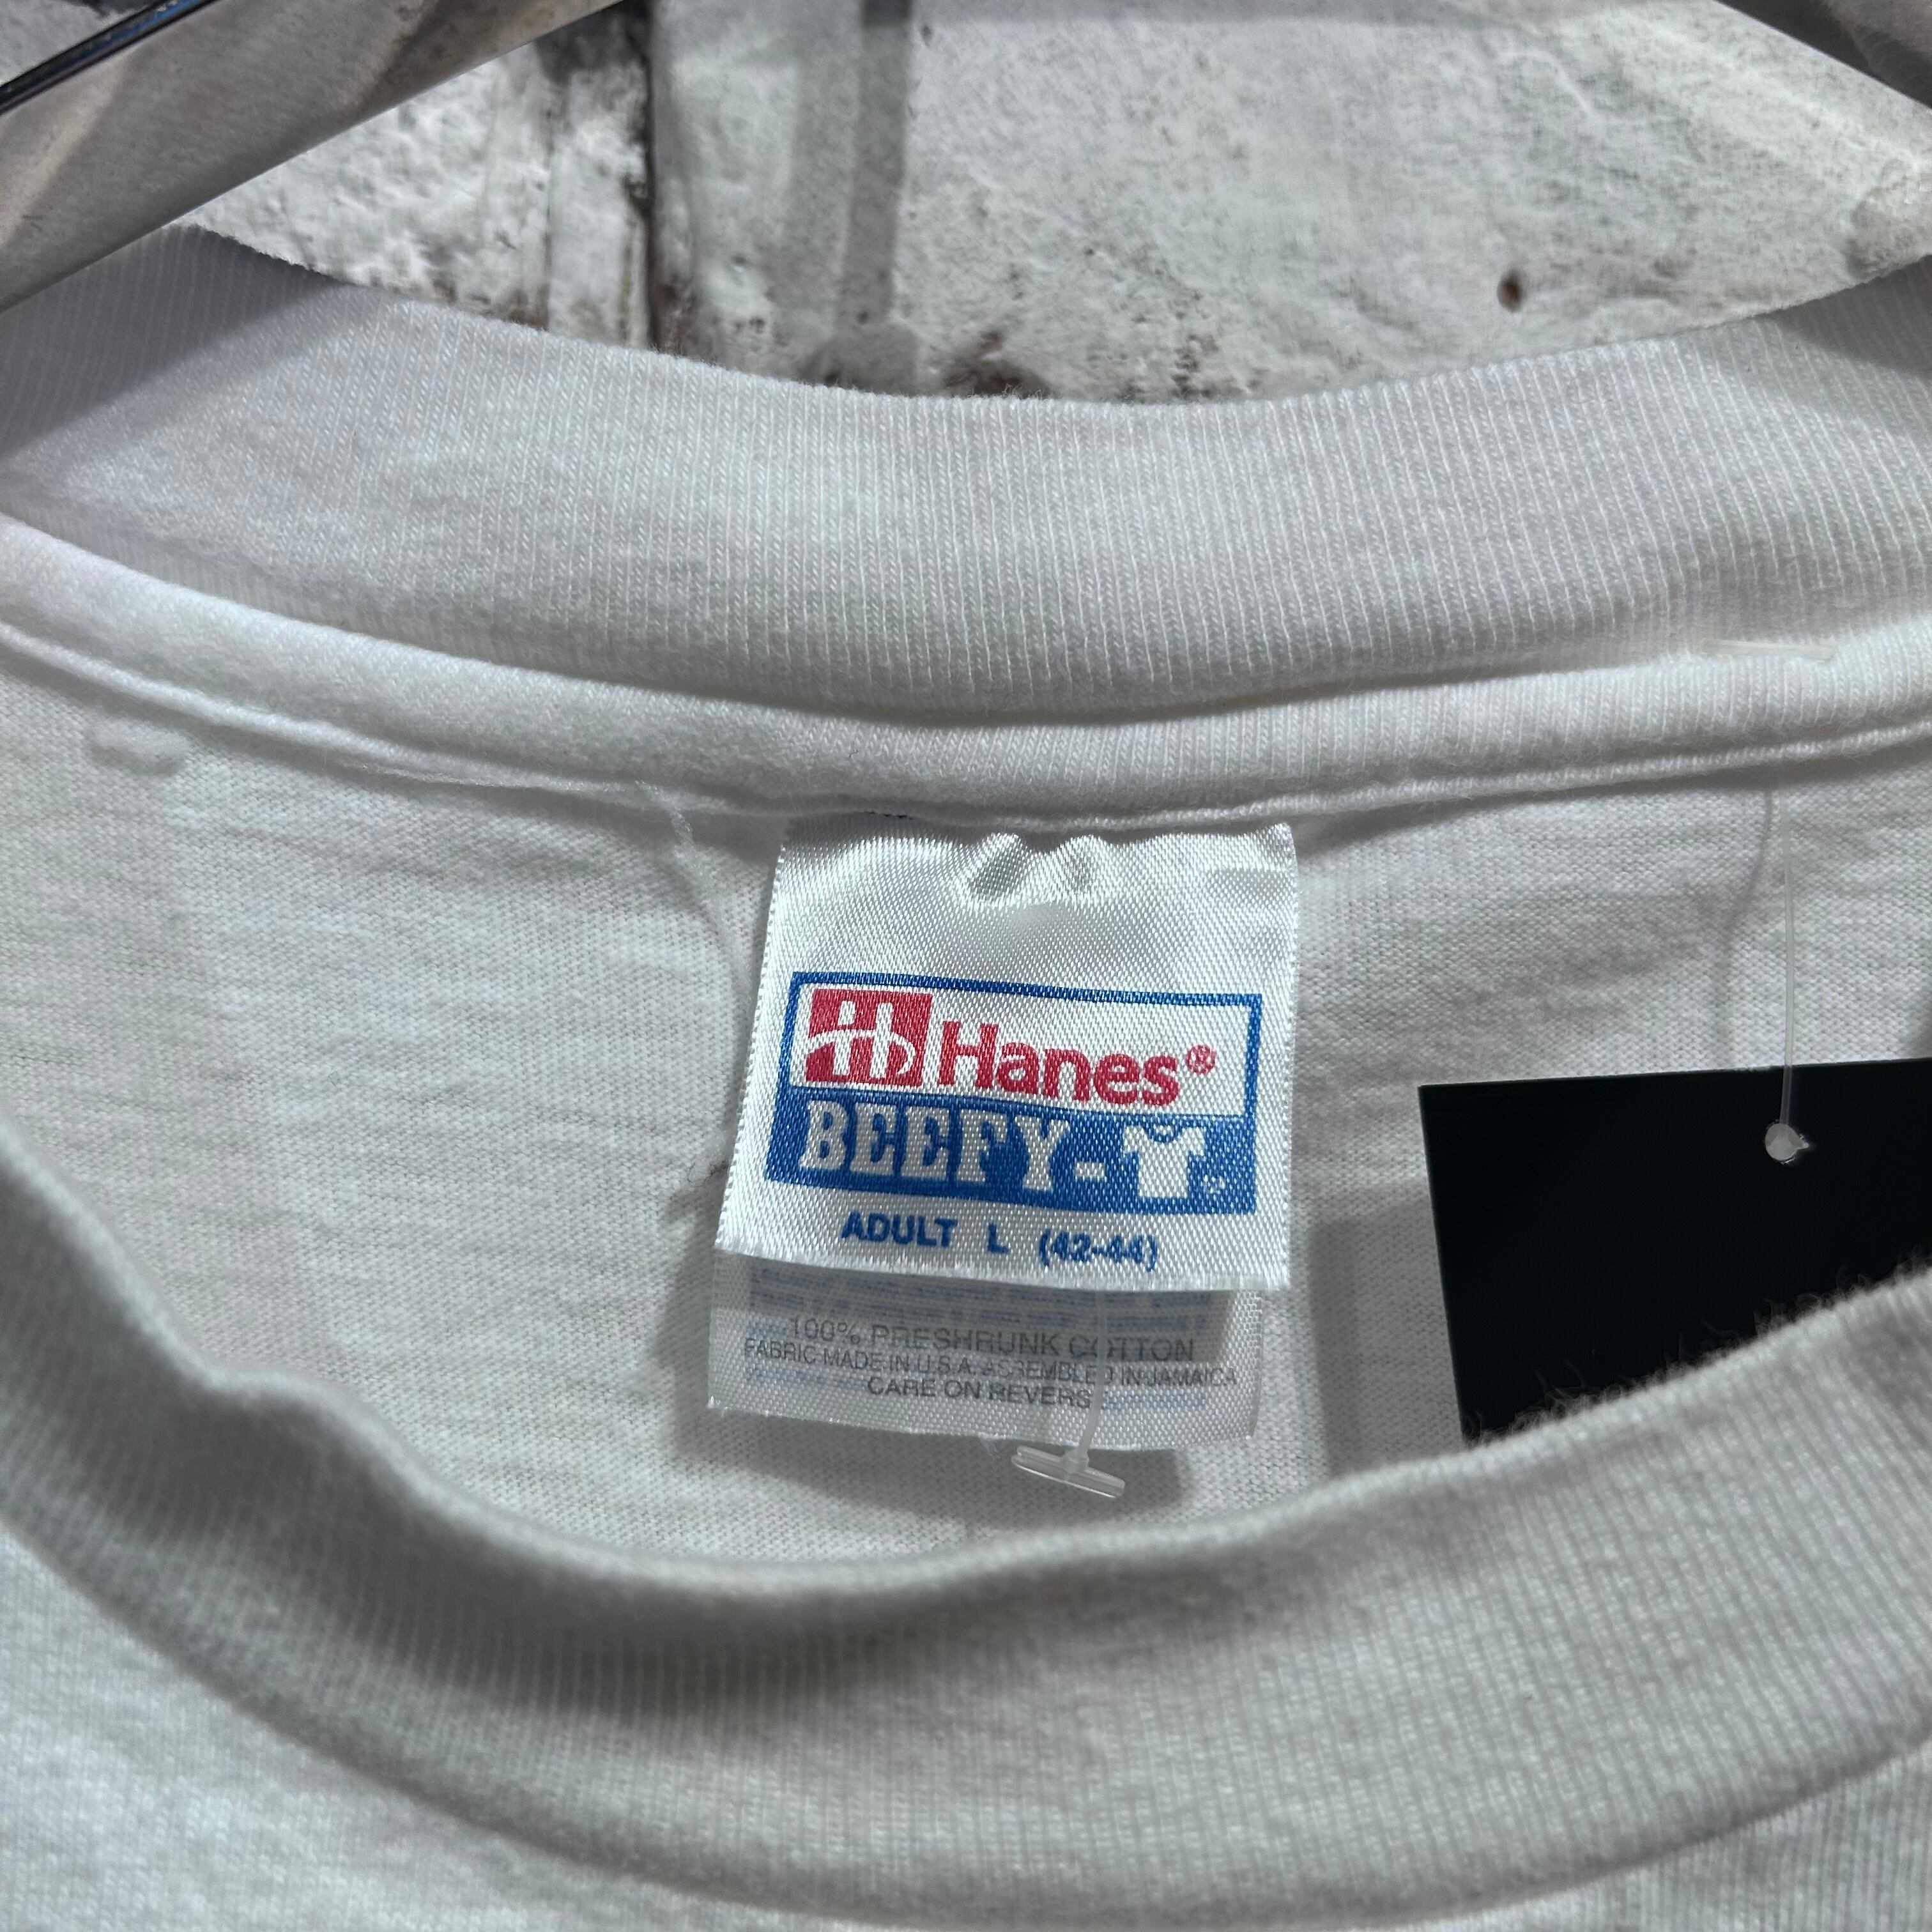 Hanes®
BEEFY-T
ADULT L (42-44)
100% PRESHRUNK COTTON
FABRIC MADE IN U.S.A. ASSEMBLED IN JAMAICA
CARE ON REVERSE